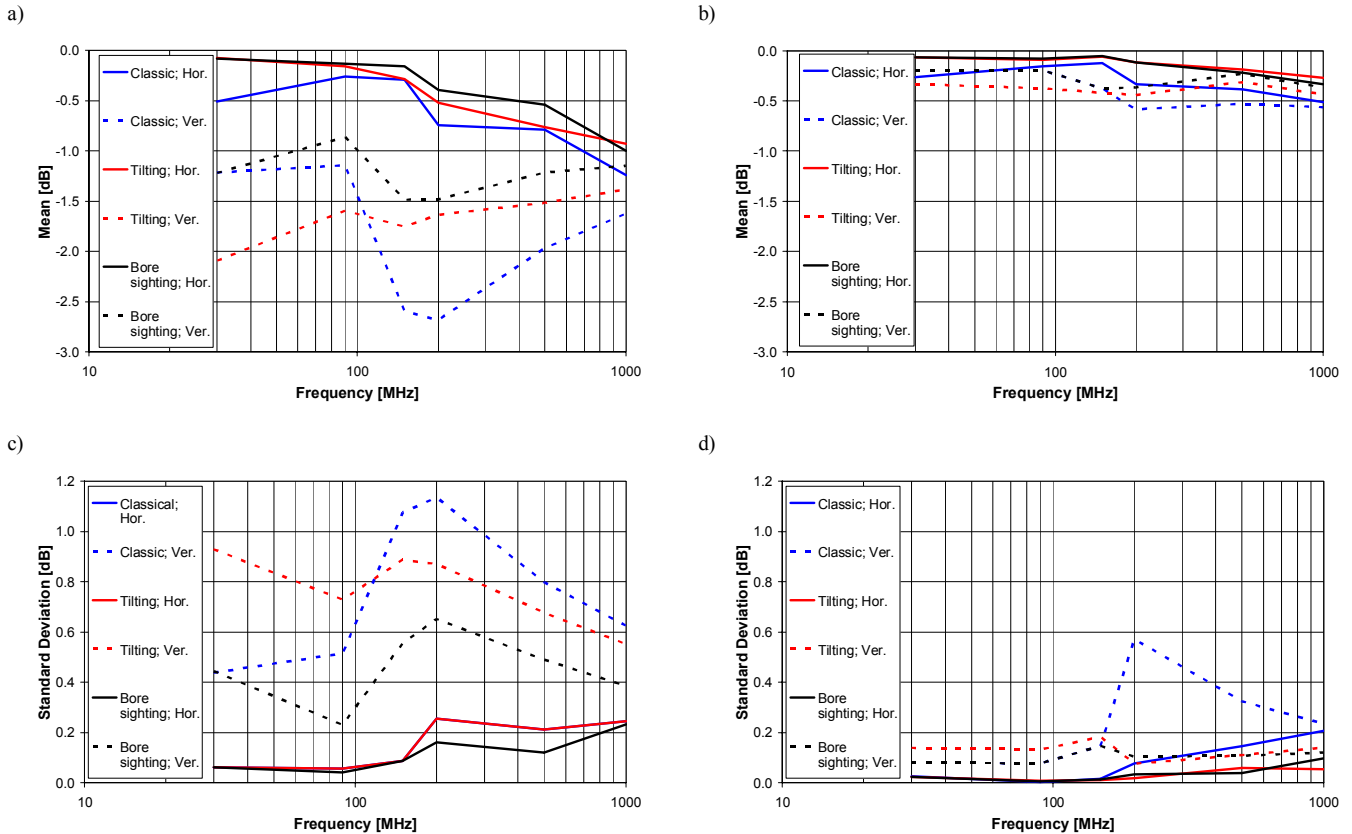 a)
0.0
-0.5
-1.0
-1.5
-2.0
-2.5
-3.0
Mean [dB]
Classic; Hor.
Classic; Ver.
Tilting; Hor.
Tilting; Ver.
Bore
sighting; Hor.
Bore
sighting; Ver.
10
100
1000
Frequency [MHz]
b)
0.0
-0.5
-1.0
-1.5
-2.0
-2.5
-3.0
Mean [dB]
Classic; Hor.
Classic; Ver.
Tilting; Hor.
Tilting; Ver.
Bore
sighting; Hor.
Bore
sighting; Ver.
10
100
1000
Frequency [MHz]
c)
1.2
1.0
0.8
0.6
0.4
0.2
0.0
Standard Deviation [dB]
Classical;
Hor.
Classic; Ver.
Tilting; Hor.
Tilting; Ver.
Bore
sighting; Hor.
Bore
sighting; Ver.
10
100
1000
Frequency [MHz]
d)
1.2
1.0
0.8
0.6
0.4
0.2
0.0
Standard Deviation [dB]
Classic; Hor.
Classic; Ver.
Tilting; Hor.
Tilting; Ver.
Bore
sighting; Hor.
Bore
sighting; Ver.
10
100
1000
Frequency [MHz]